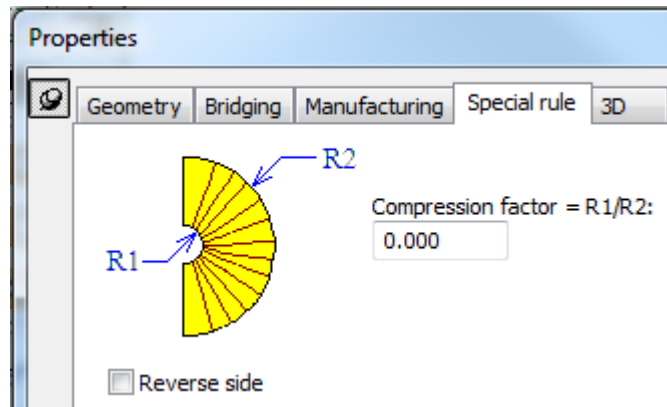 Properties
Geometry Bridging Manufacturing Special rule 3D
R2
Compression factor = R1/R2:
0.000
R1
Reverse side